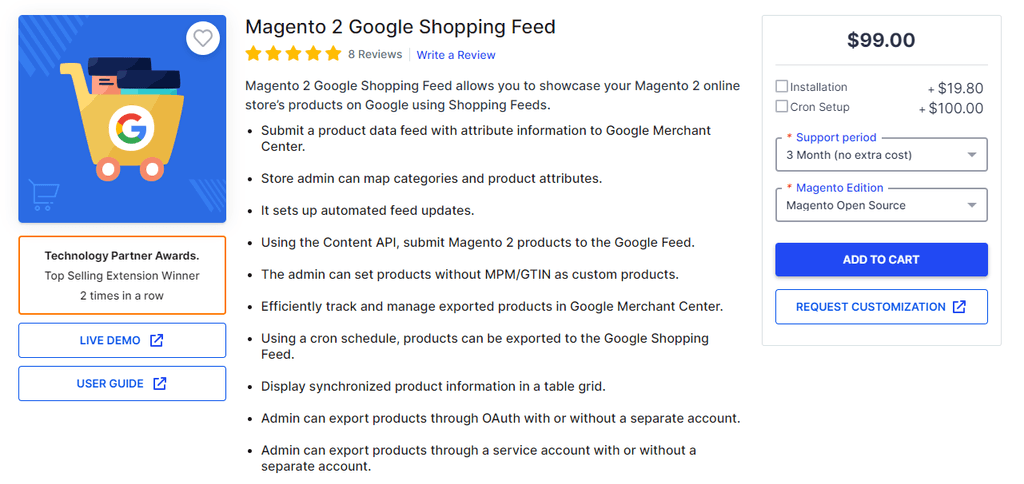 Magento 2 Google Shopping Feed
8 Reviews
Write a Review
Magento 2 Google Shopping Feed allows you to showcase your Magento 2 online
store's products on Google using Shopping Feeds.
• Submit a product data feed with attribute information to Google Merchant
Center.
• Store admin can map categories and product attributes.
• It sets up automated feed updates.
• Using the Content API, submit Magento 2 products to the Google Feed.
• The admin can set products without MPM/GTIN as custom products.
• Efficiently track and manage exported products in Google Merchant Center.
• Using a cron schedule, products can be exported to the Google Shopping
Feed.
• Display synchronized product information in a table grid.
• Admin can export products through OAuth with or without a separate account.
• Admin can export products through a service account with or without a
separate account.
G
Technology Partner Awards.
Top Selling Extension Winner
2 times in a row
LIVE DEMO
USER GUIDE
$99.00
Installation + $19.80
Cron Setup + $100.00
* Support period
3 Month (no extra cost)
* Magento Edition
Magento Open Source
ADD TO CART
REQUEST CUSTOMIZATION